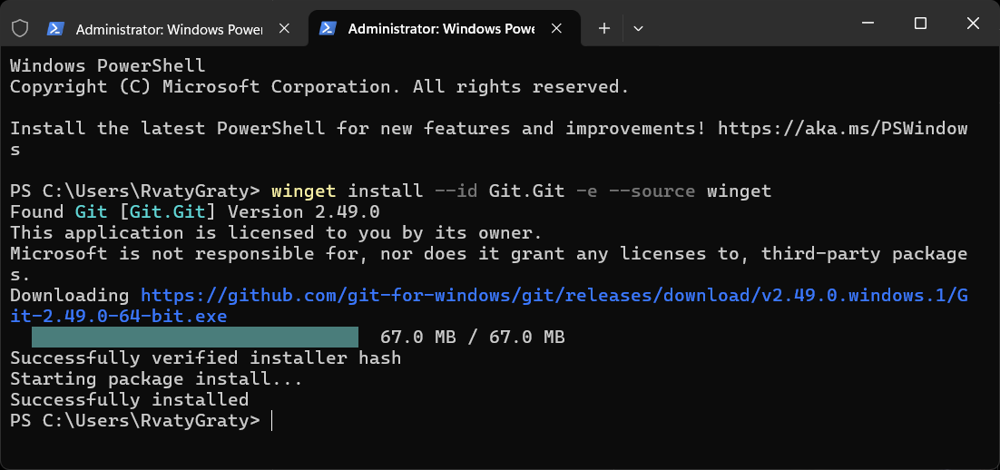 Administrator: Windows Power
Administrator: Windows Powe
Windows PowerShell
Copyright (C) Microsoft Corporation. All rights reserved.
Install the latest PowerShell for new features and improvements! https://aka.ms/PSWindow
s
PS C:\Users\RvatyGraty> winget install --id Git.Git -e --source winget
Found Git [Git.Git] Version 2.49.0
This application is licensed to you by its owner.
Microsoft is not responsible for, nor does it grant any licenses to, third-party package
s.
Downloading https://github.com/git-for-windows/git/releases/download/v2.49.0.windows.1/G
it-2.49.0-64-bit.exe
67.0 MB / 67.0 MB
Successfully verified installer hash
Starting package install...
Successfully installed
PS C:\Users\RvatyGraty>